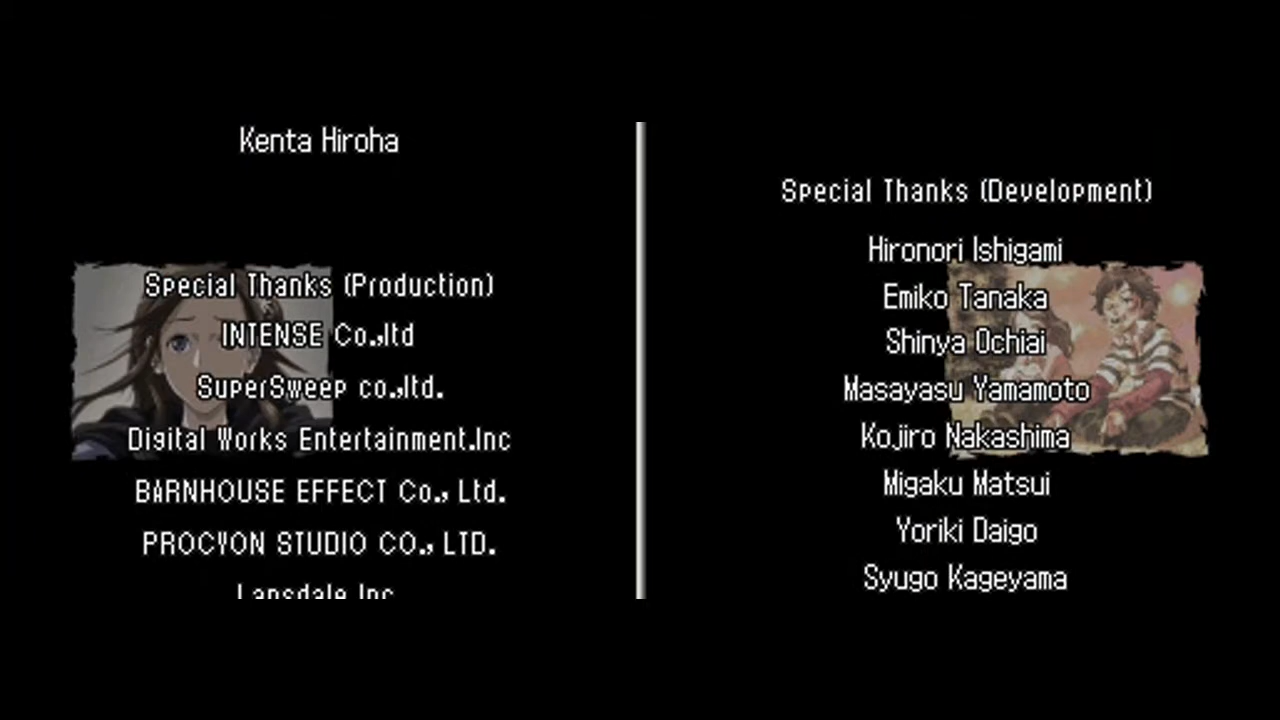 Kenta Hiroha
Special Thanks (Production)
INTENSE Co.,ltd
SuperSweep co.,ltd.
Digital Works Entertainment.Inc
BARNHOUSE EFFECT Co., Ltd.
PROCYON STUDIO CO., LTD.
Lansdale Inc
Special Thanks (Development)
Hironori Ishigami
Emiko Tanaka
Shinya Ochiai
Masayasu Yamamoto
Kojiro Nakashima
Migaku Matsui
Yoriki Daigo
Syugo Kageyama